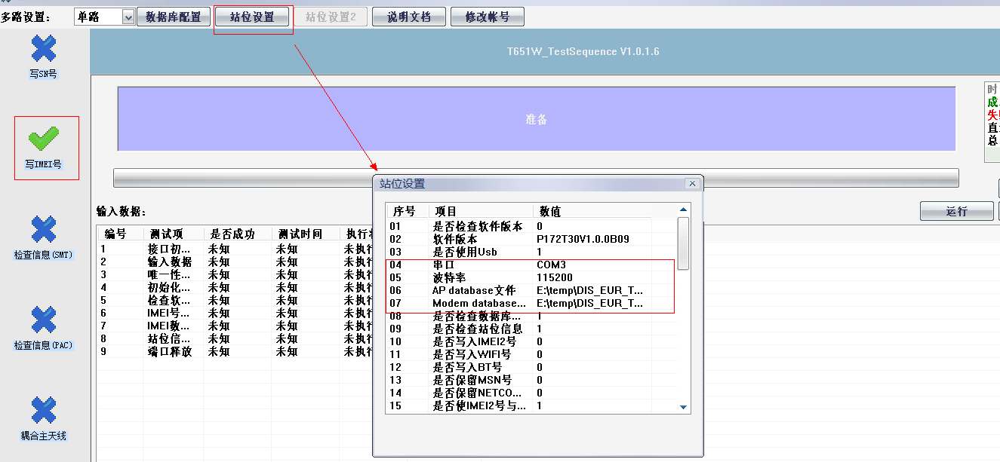 多路设置： 单路 数据库配置 站位设置 站位设置2 说明文档 修改帐号
T651W_TestSequence V1.0.1.6
写SN号
写IMEI号
检查信息(SMT)
检查信息(PAC)
耦合主天线
准备
时
成
失!
直
总
运行
输入数据：
编号 测试项 是否成功 测试时间
1 接口初... 未知 未知 未执行
2 输入数据 未知 未知 未执行
3 唯一性... 未知 未知 未执行
4 初始化... 未知 未知 未执行
5 检查软... 未知 未知 未执行
6 IMEI号... 未知 未知 未执行
7 IMEI数... 未知 未知 未执行
8 站位信... 未知 未知 未执行
9 端口释放 未知 未知 未执行
站位设置
序号 项目 数值
01 是否检查软件版本 0
02 软件版本 P172T30V1.0.0B09
03 是否使用Usb 1
04 串口 COM3
05 波特率 115200
06 AP database文件 E:\temp\DIS_EUR_T...
07 Modem database... E:\temp\DIS_EUR_T...
08 是否检查数据库... 1
09 是否检查站位信息 1
10 是否写入IMEI2号 0
11 是否写入WIFI号 0
12 是否写入BT号 0
13 是否保留MSN号 0
14 是否保留NETCO... 0
15 是否使IMEI2号与... 1